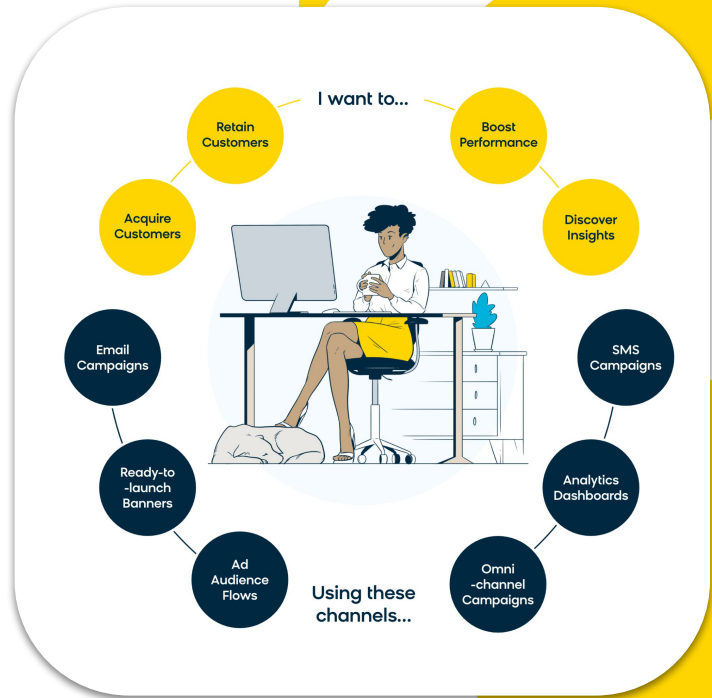 I want to...
Retain
Customers
Boost
Performance
Acquire
Customers
Discover
Insights
Email
Campaigns
SMS
Campaigns
Ready-to
-launch
Banners
Analytics
Dashboards
Ad
Audience
Flows
Omni
-channel
Campaigns
Using these
channels...